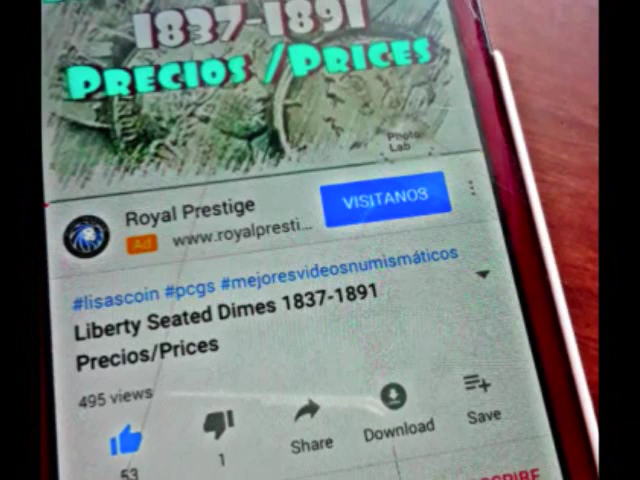 1837-1891
PRECIOS /PRICES
Photo
Lab
Royal Prestige
VISÍTANOS
Ad www.royalpresti...
#lisascoin #pcgs #mejoresvideosnumismáticos
Liberty Seated Dimes 1837-1891
Precios/Prices
495 views
53
1
Share
Download
Save